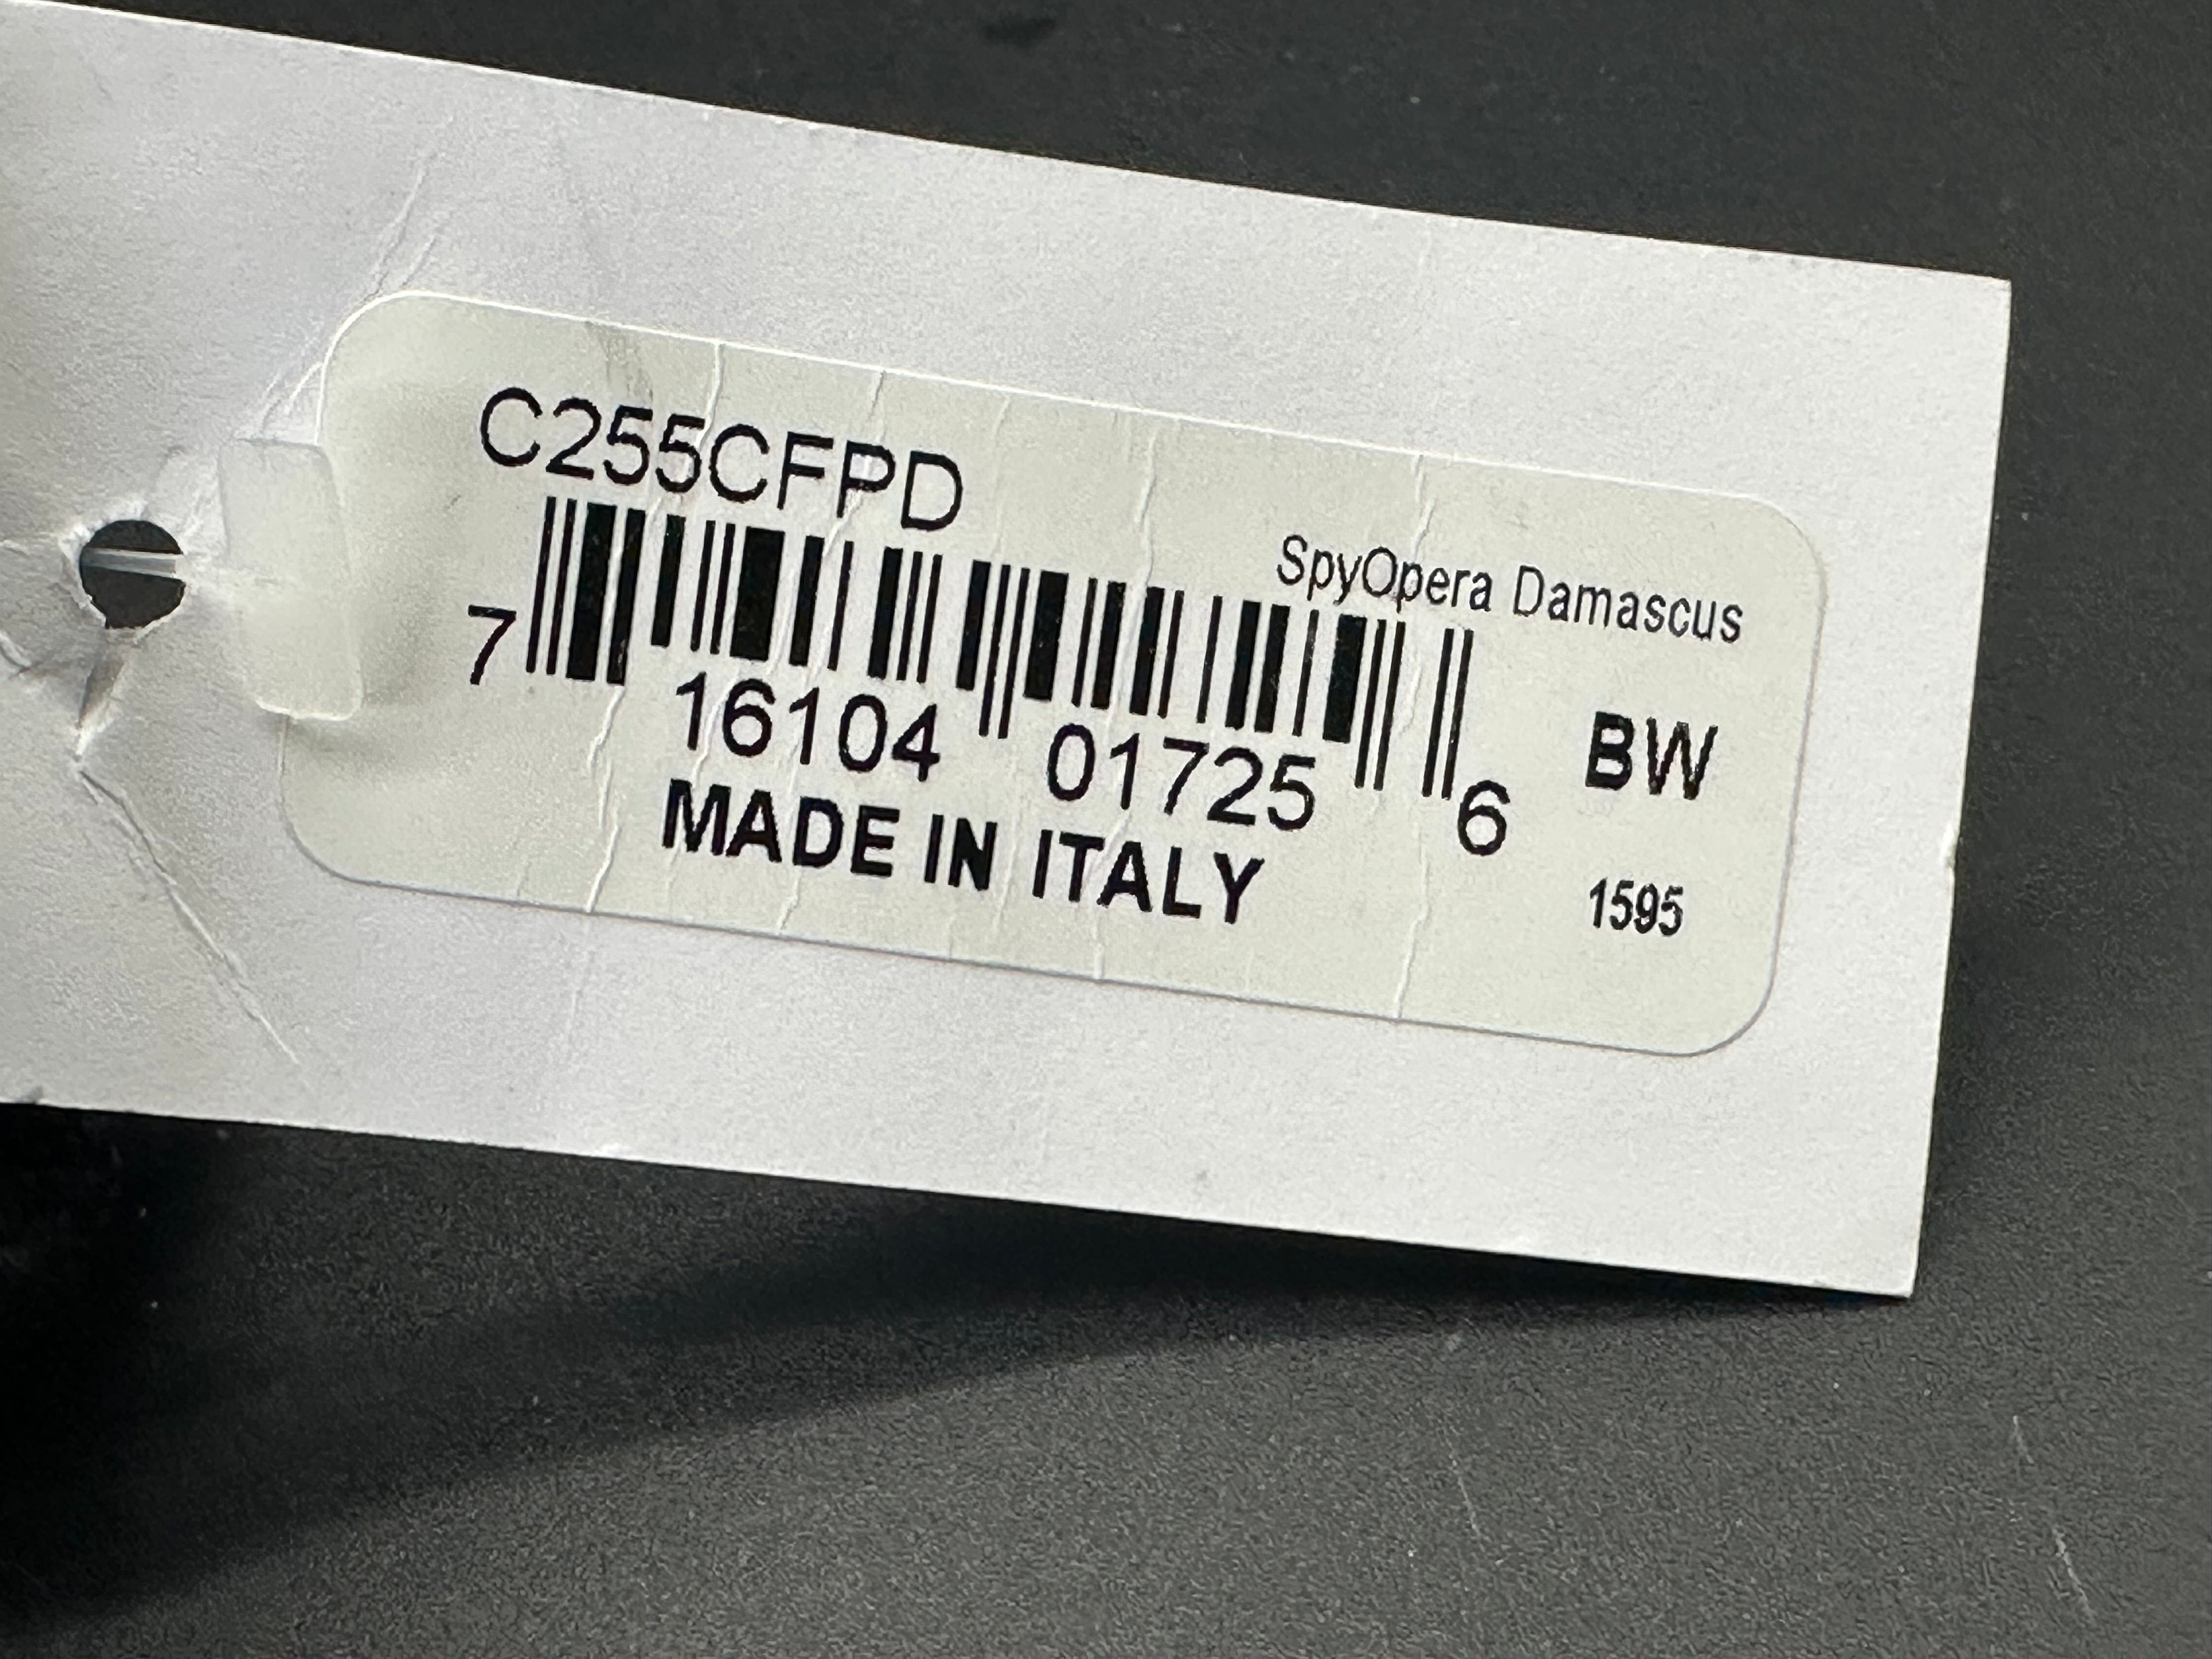 C255CFPD
SpyOpera Damascus
7 16104 01725 6
BW
MADE IN ITALY
1595